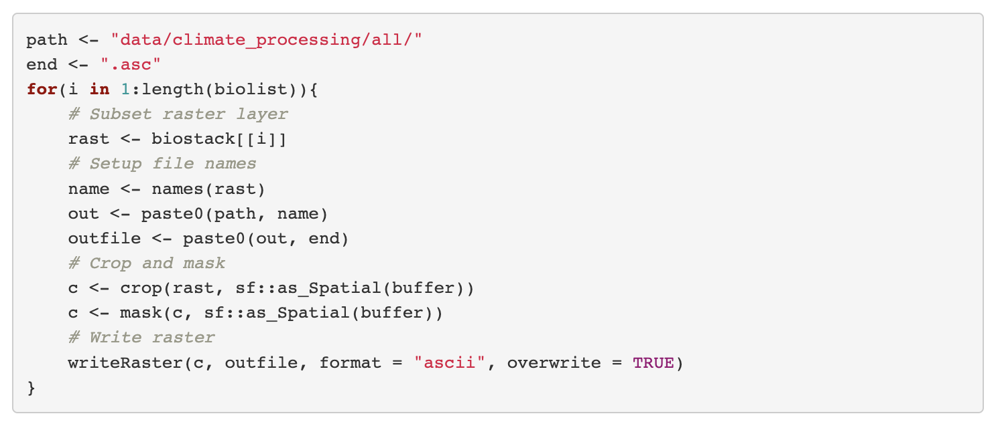 path <- "data/climate_processing/all/"
end <- ".asc"
for(i in 1:length(biolist)){
    # Subset raster layer
    rast <- biostack[[i]]
    # Setup file names
    name <- names(rast)
    out <- paste0(path, name)
    outfile <- paste0(out, end)
    # Crop and mask
    c <- crop(rast, sf::as_Spatial(buffer))
    c <- mask(c, sf::as_Spatial(buffer))
    # Write raster
    writeRaster(c, outfile, format = "ascii", overwrite = TRUE)
}